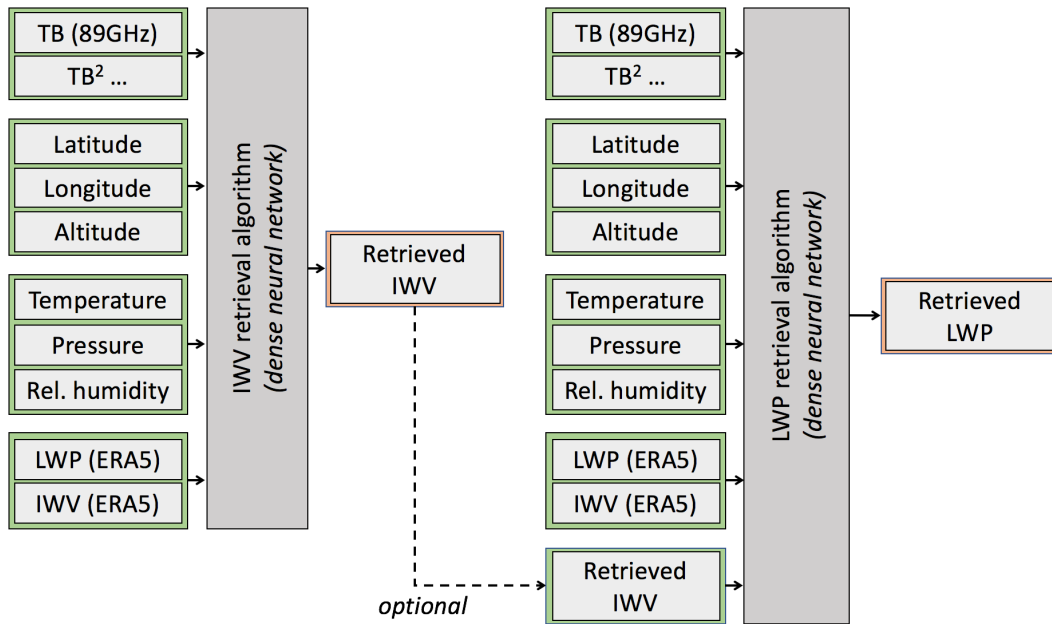 TB (89GHz)
TB² ...
Latitude
Longitude
Altitude
Temperature
Pressure
Rel. humidity
LWP (ERA5)
IWV (ERA5)
IWV retrieval algorithm
(dense neural network)
Retrieved
IWV
optional
TB (89GHz)
TB² ...
Latitude
Longitude
Altitude
Temperature
Pressure
Rel. humidity
LWP (ERA5)
IWV (ERA5)
Retrieved
IWV
LWP retrieval algorithm
(dense neural network)
Retrieved
LWP